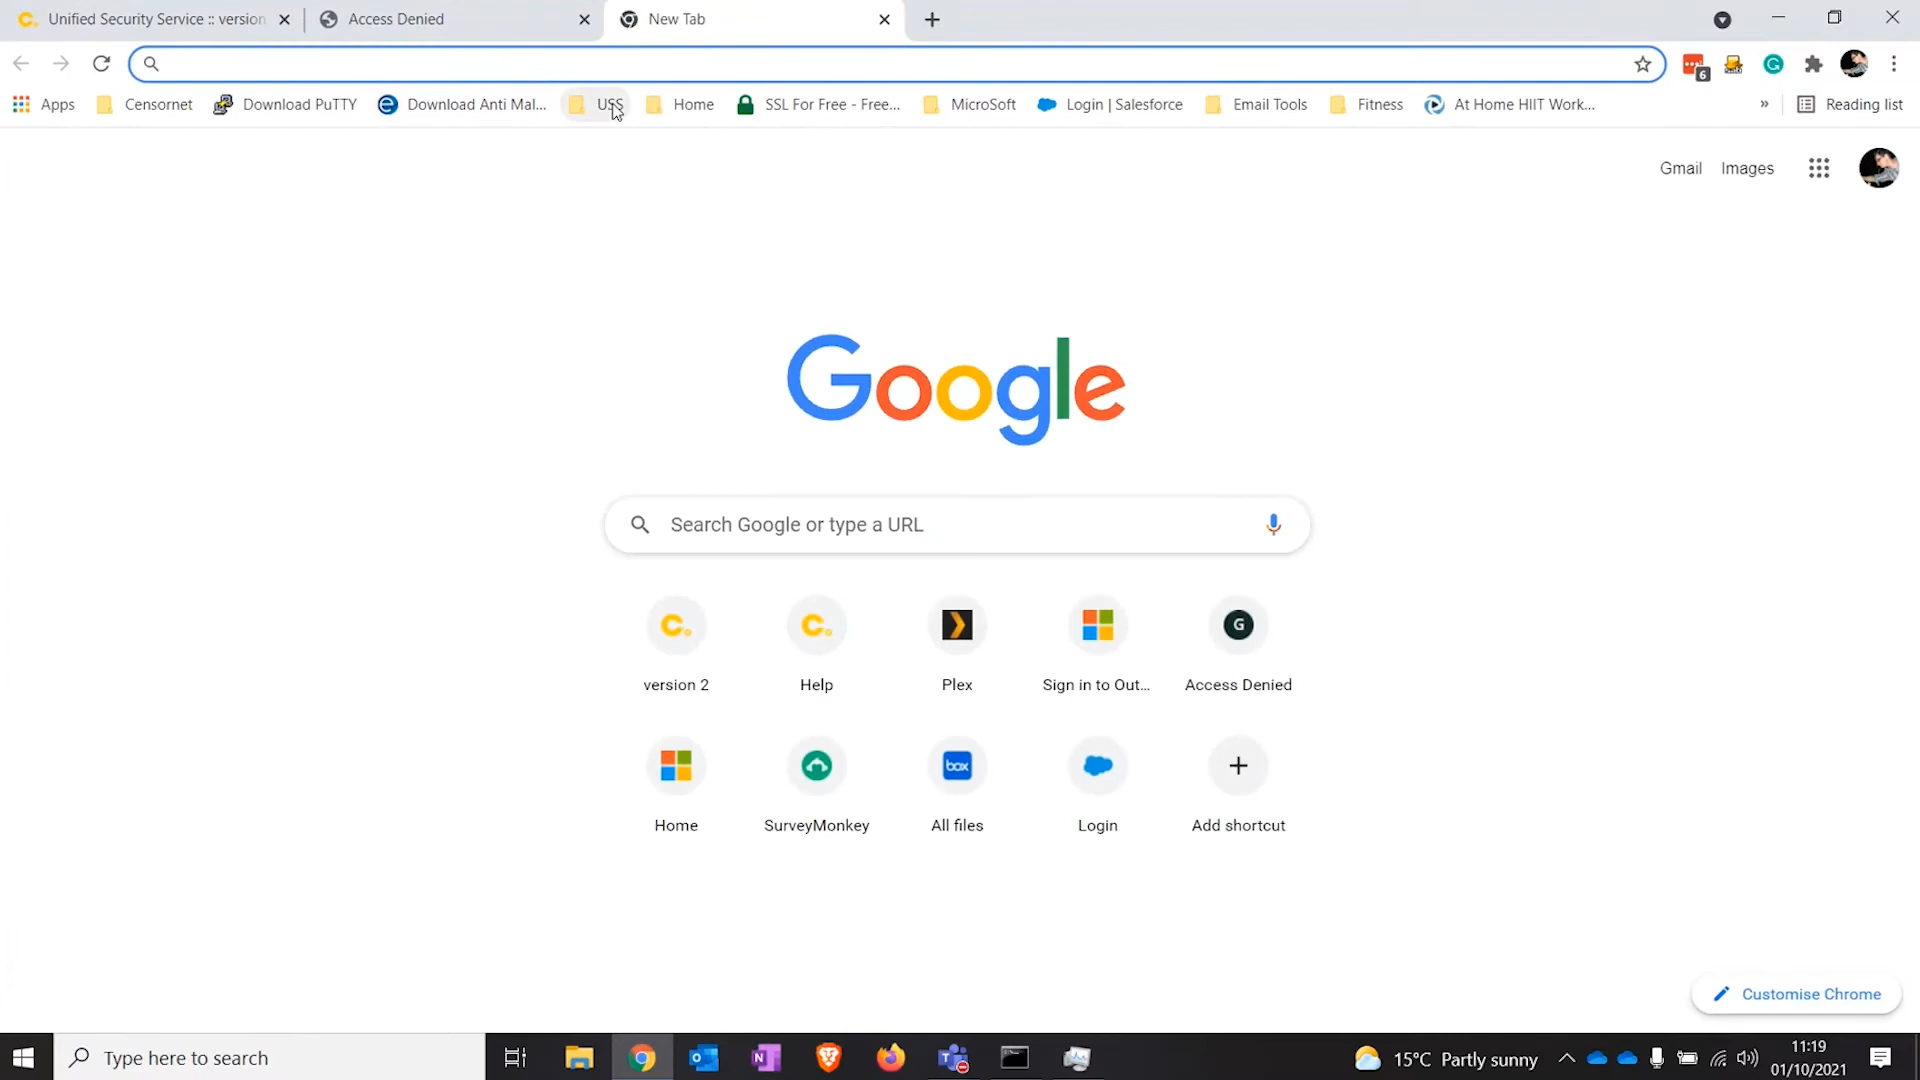 Unified Security Service :: version
Access Denied
New Tab
6
Apps
Censornet
Download PuTTY
Download Anti Mal...
USS
Home
SSL For Free - Free...
MicroSoft
Login | Salesforce
Email Tools
Fitness
At Home HIIT Work...
»
Reading list
Gmail
Images
Google
Search Google or type a URL
version 2
Help
Plex
Sign in to Out...
G
Access Denied
Home
SurveyMonkey
box
All files
Login
Add shortcut
Customise Chrome
Type here to search
15°C Partly sunny
11:19
01/10/2021